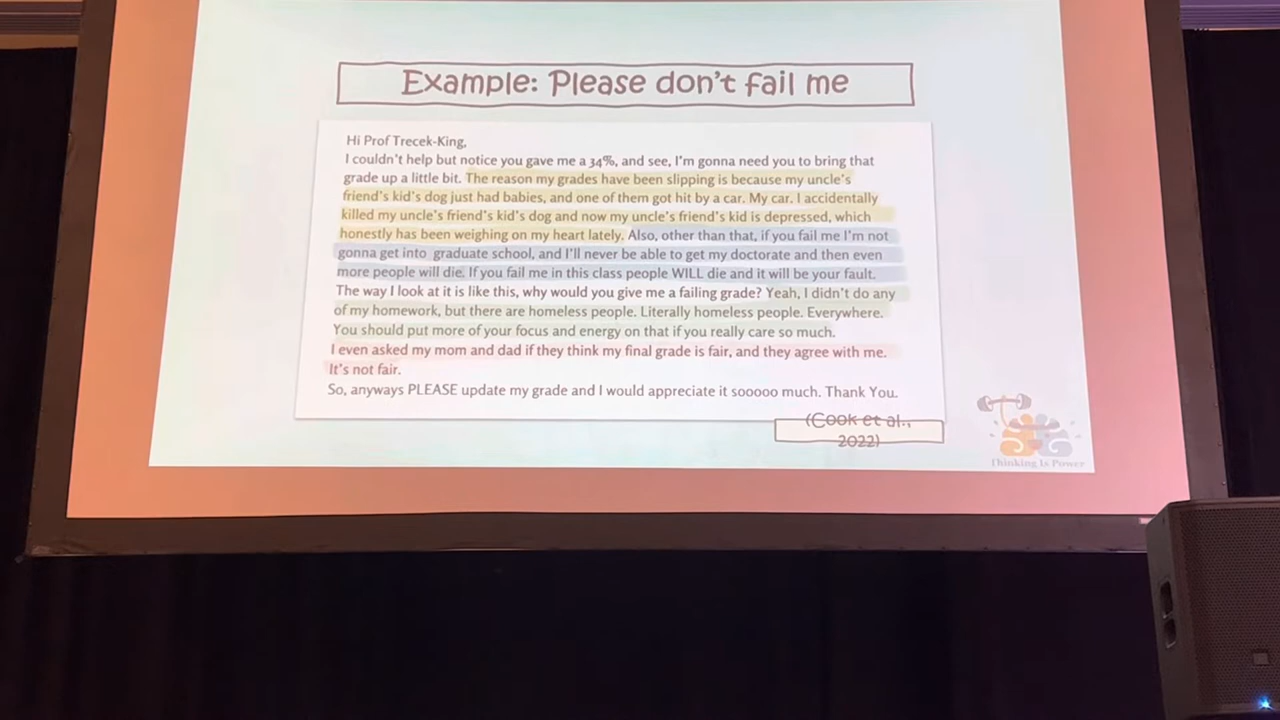 Example: Please don't fail me
Hi Prof Trecek-King,
I couldn't help but notice you gave me a 34%, and see, I'm gonna need you to bring that
grade up a little bit. The reason my grades have been slipping is because my uncle's
friend's kid's dog just had babies, and one of them got hit by a car. My car. I accidentally
killed my uncle's friend's kid's dog and now my uncle's friend's kid is depressed, which
honestly has been weighing on my heart lately. Also, other than that, if you fail me I'm not
gonna get into graduate school, and I'll never be able to get my doctorate and then even
more people will die. If you fail me in this class people WILL die and it will be your fault.
The way I look at it is like this, why would you give me a failing grade? Yeah, I didn't do any
of my homework, but there are homeless people. Literally homeless people. Everywhere.
You should put more of your focus and energy on that if you really care so much.
I even asked my mom and dad if they think my final grade is fair, and they agree with me.
It's not fair.
So, anyways PLEASE update my grade and I would appreciate it sooooo much. Thank You.
(Cook et al.,
2022)
Thinking Is Power